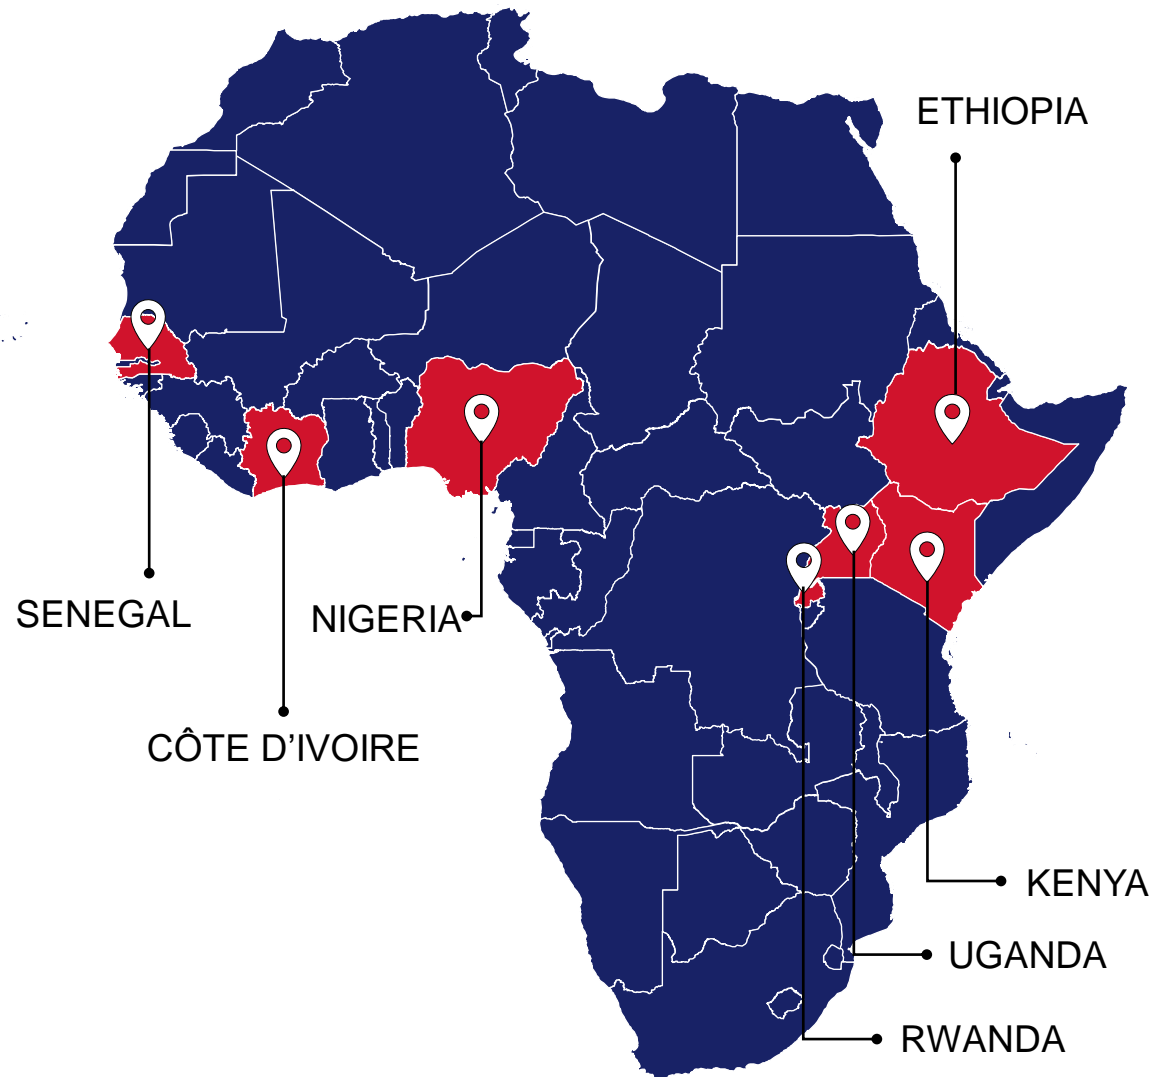 ETHIOPIA
SENEGAL
NIGERIA
CÔTE D’IVOIRE
KENYA
UGANDA
RWANDA